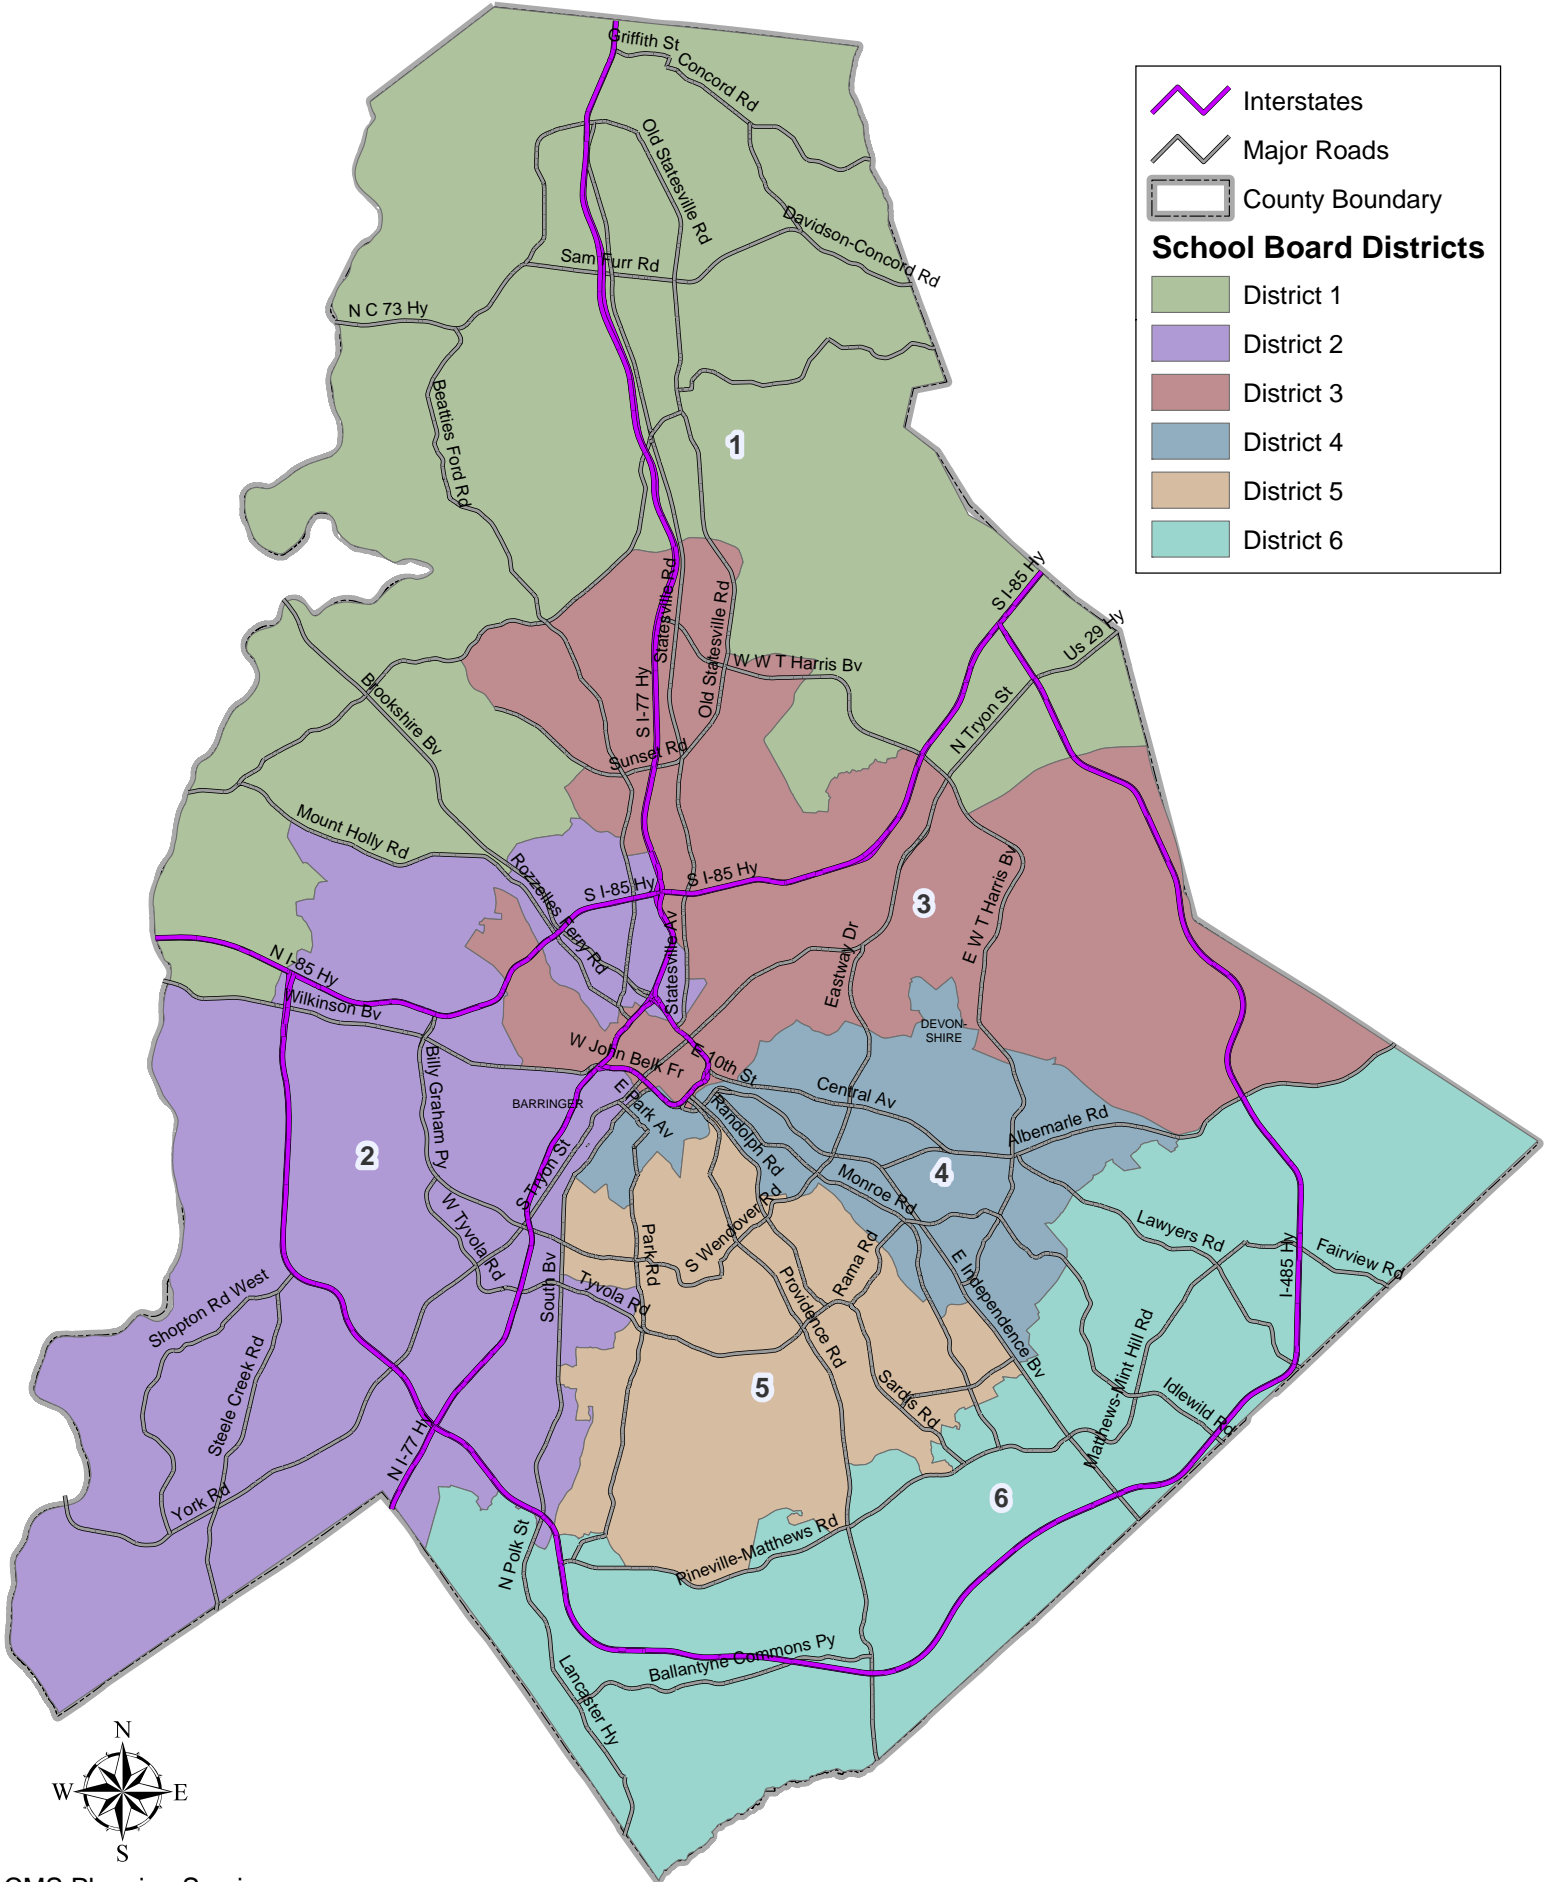 Griffith St
Concord Rd
Old Statesville Rd
Davidson-Concord Rd
Sam Furr Rd
N C 73 Hy
Beatties Ford Rd
1
Interstates
Major Roads
County Boundary
School Board Districts
District 1
District 2
District 3
District 4
District 5
District 6
S I-85 Hy
Us 29 Hy
Statesville Rd
Old Statesville Rd
W W T Harris Bv
S I-77 Hy
N Tryon St
Brookshire Bv
Sunset Rd
Mount Holly Rd
Rozzelles Ferry Rd
S I-85 Hy
S I-85 Hy
E W T Harris Bv
3
Statesville Av
Eastway Dr
N I-85 Hy
Wilkinson Bv
DEVON-
SHIRE
W John Belk Fr
E 10th St
Billy Graham Py
BARRINGER
E Park Av
Central Av
Randolph Rd
Albemarle Rd
2
4
S Tryon St
Monroe Rd
W Tyvola Rd
S Wendover Rd
Park Rd
Rama Rd
Lawyers Rd
Fairview Rd
I-485 Hy
E Independence Bv
South Bv
Tyvola Rd
Providence Rd
Shopton Rd West
Steele Creek Rd
5
Sardis Rd
Matthews-Mint Hill Rd
Idlewild Rd
N I-77 Hy
York Rd
6
N Polk St
Pineville-Matthews Rd
Ballantyne Commons Py
Lancaster Hy
N
W
E
S